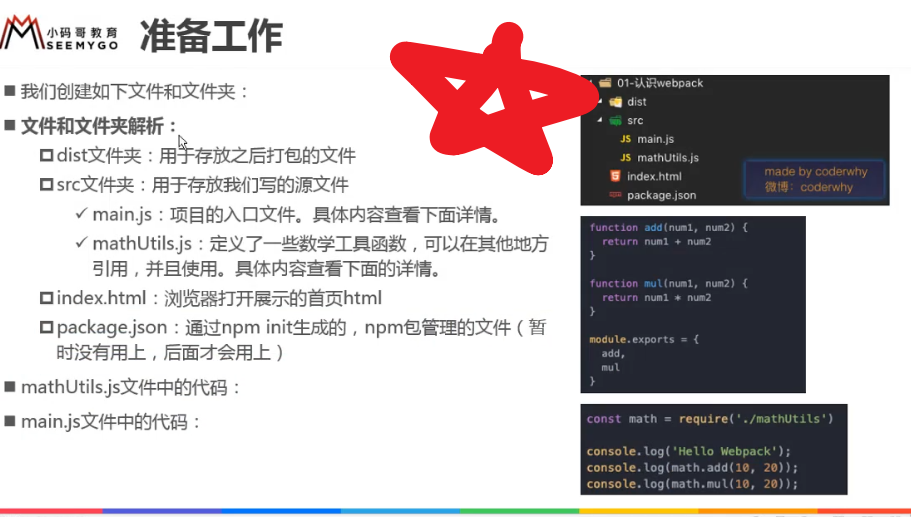 小码哥教育
SEEMYGO
准备工作
我们创建如下文件和文件夹：
文件和文件夹解析：
dist文件夹：用于存放之后打包的文件
src文件夹：用于存放我们写的源文件
main.js：项目的入口文件。具体内容查看下面详情。
mathUtils.js：定义了一些数学工具函数，可以在其他地方
引用，并且使用。具体内容查看下面的详情。
index.html：浏览器打开展示的首页html
package.json：通过npm init生成的，npm包管理的文件（暂
时没有用上，后面才会用上）
mathUtils.js文件中的代码：
main.js文件中的代码：
01-认识webpack
dist
src
JS main.js
JS mathUtils.js
index.html
package.json
made by coderwhy
微博：coderwhy
function add(num1, num2) {
return num1 + num2
}
function mul(num1, num2) {
return num1 * num2
}
module.exports = {
add,
mul
}
const math = require('./mathUtils')
console.log('Hello Webpack');
console.log(math.add(10, 20));
console.log(math.mul(10, 20));